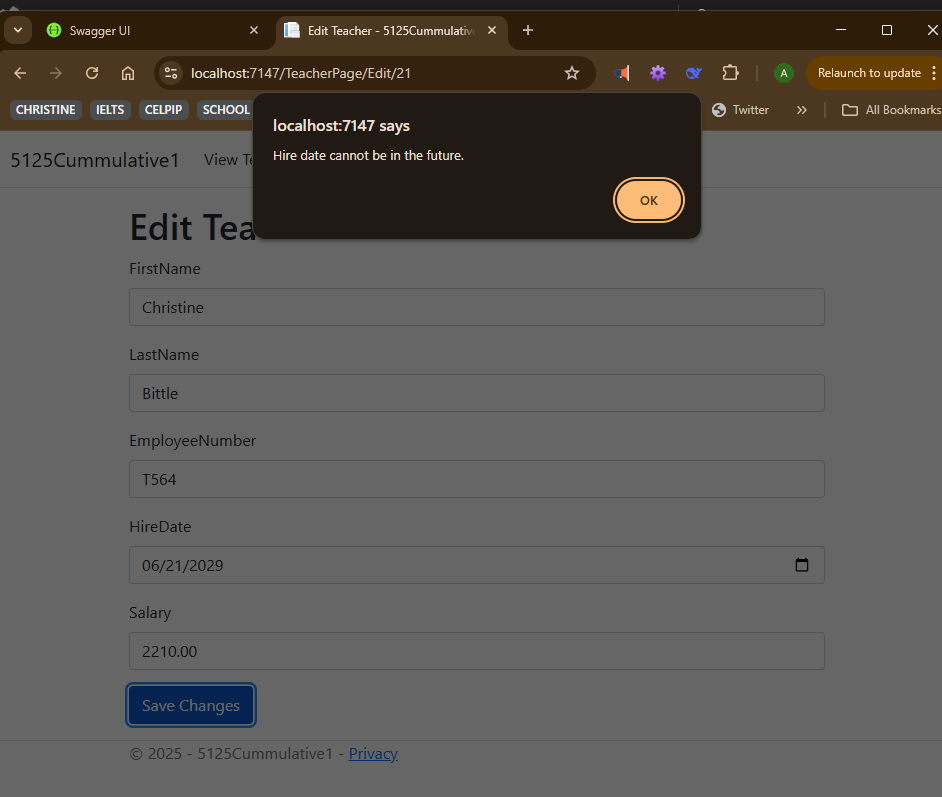 Swagger UI
Edit Teacher - 5125Cummulativ
localhost:7147/TeacherPage/Edit/21
A
Relaunch to update
CHRISTINE IELTS CELPIP SCHOOL Twitter » All Bookmarks
localhost:7147 says
Hire date cannot be in the future.
OK
5125Cummulative1 View Te
Edit Tea
FirstName
Christine
LastName
Bittle
EmployeeNumber
T564
HireDate
06/21/2029
Salary
2210.00
Save Changes
© 2025 - 5125Cummulative1 - Privacy